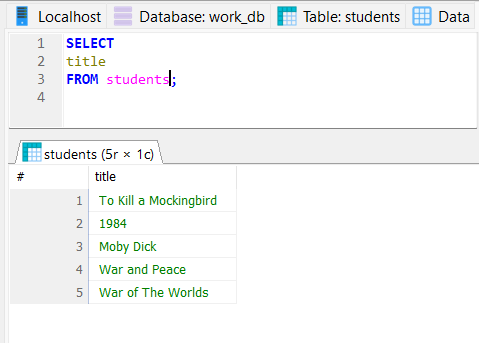 Localhost Database: work_db Table: students Data
1 SELECT
2 title
3 FROM students;
4
students (5r × 1c)
# title
1 To Kill a Mockingbird
2 1984
3 Moby Dick
4 War and Peace
5 War of The Worlds